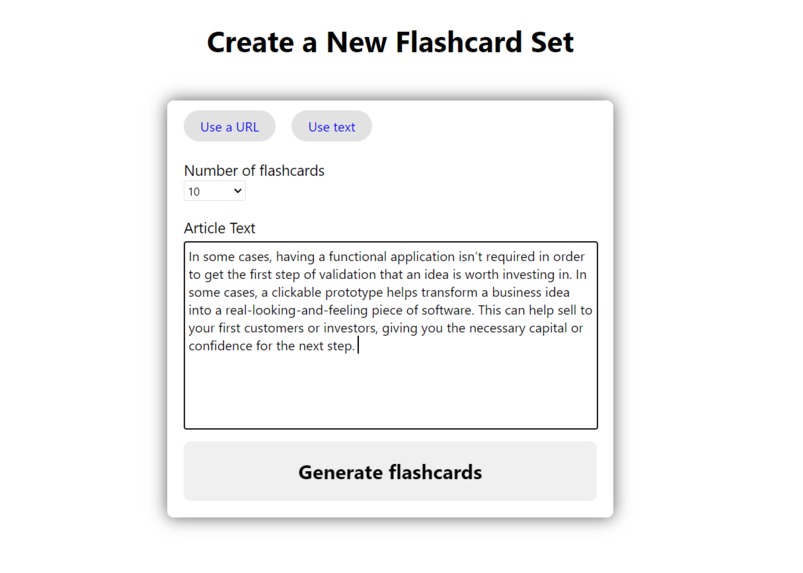 Create a New Flashcard Set
Use a URL
Use text
Number of flashcards
10
Article Text
In some cases, having a functional application isn't required in order
to get the first step of validation that an idea is worth investing in. In
some cases, a clickable prototype helps transform a business idea
into a real-looking-and-feeling piece of software. This can help sell to
your first customers or investors, giving you the necessary capital or
confidence for the next step.
Generate flashcards